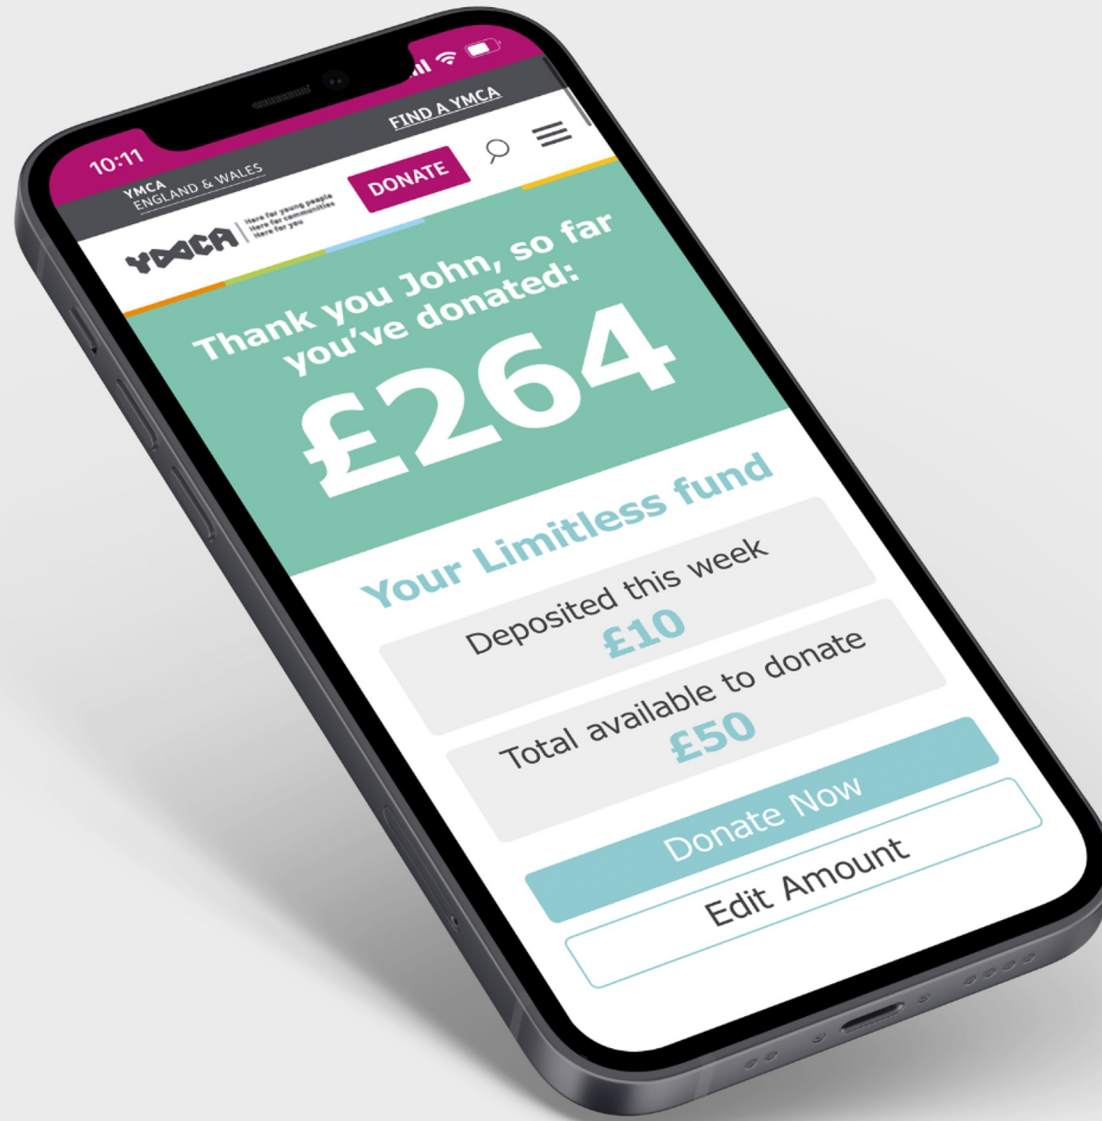 10:11
YMCA
ENGLAND & WALES
FIND A YMCA
YMCA
Here for young people
Here for communities
Here for you
DONATE
Thank you John, so far
you've donated:
£264
Your Limitless fund
Deposited this week
£10
Total available to donate
£50
Donate Now
Edit Amount